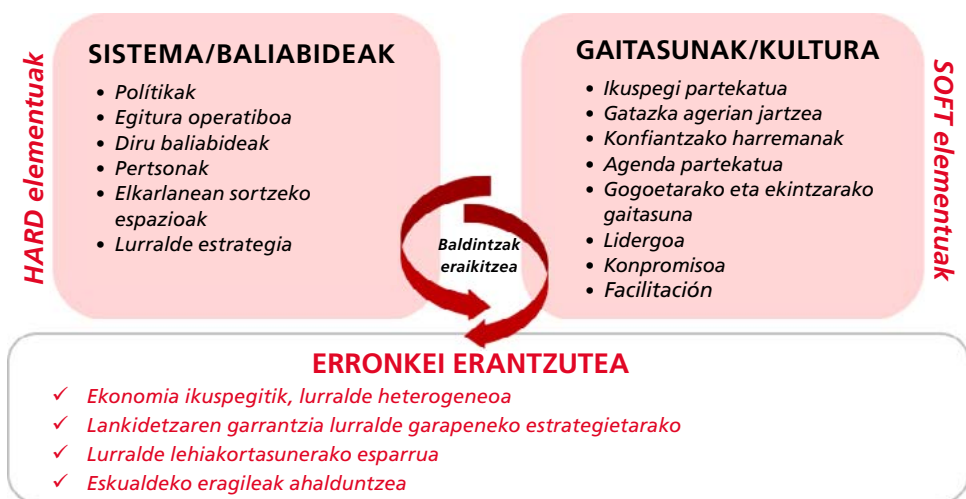 HARD elementuak
SISTEMA/BALIABIDEAK
• Polítikak
• Egitura operatiboa
• Diru baliabideak
• Pertsonak
• Elkarlanean sortzeko
espazioak
• Lurralde estrategia
GAITASUNAK/KULTURA
• Ikuspegi partekatua
• Gatazka agerian jartzea
• Konfiantzako harremanak
• Agenda partekatua
• Gogoetarako eta ekintzarako
gaitasuna
• Lidergoa
• Konpromisoa
• Facilitación
SOFT elementuak
Baldintzak
eraikitzea
ERRONKEI ERANTZUTEA
✓ Ekonomia ikuspegitik, lurralde heterogeneoa
✓ Lankidetzaren garrantzia lurralde garapeneko estrategietarako
✓ Lurralde lehiakortasunerako esparrua
✓ Eskualdeko eragileak ahalduntzea